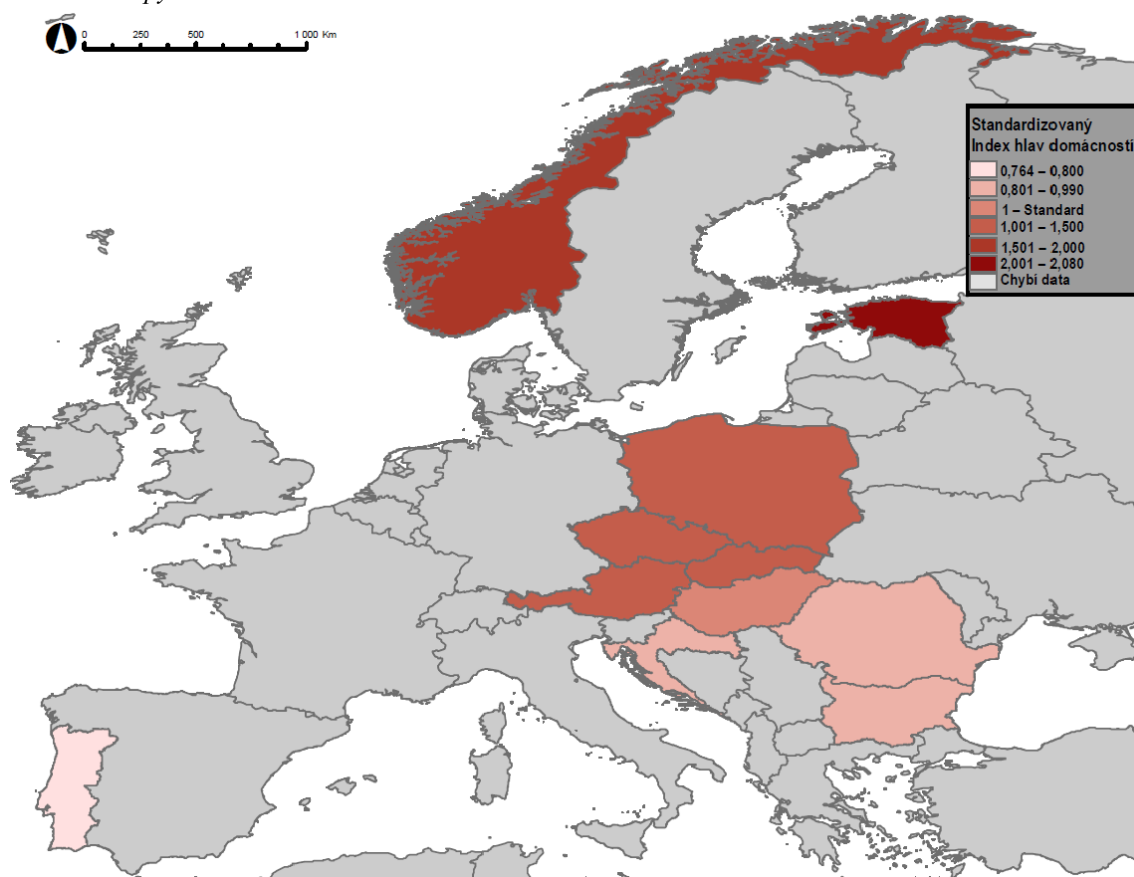 0 250 500 1 000 Km
Standardizovaný
Index hlav domácností
0,764 – 0,800
0,801 – 0,990
1 – Standard
1,001 – 1,500
1,501 – 2,000
2,001 – 2,080
Chybí data